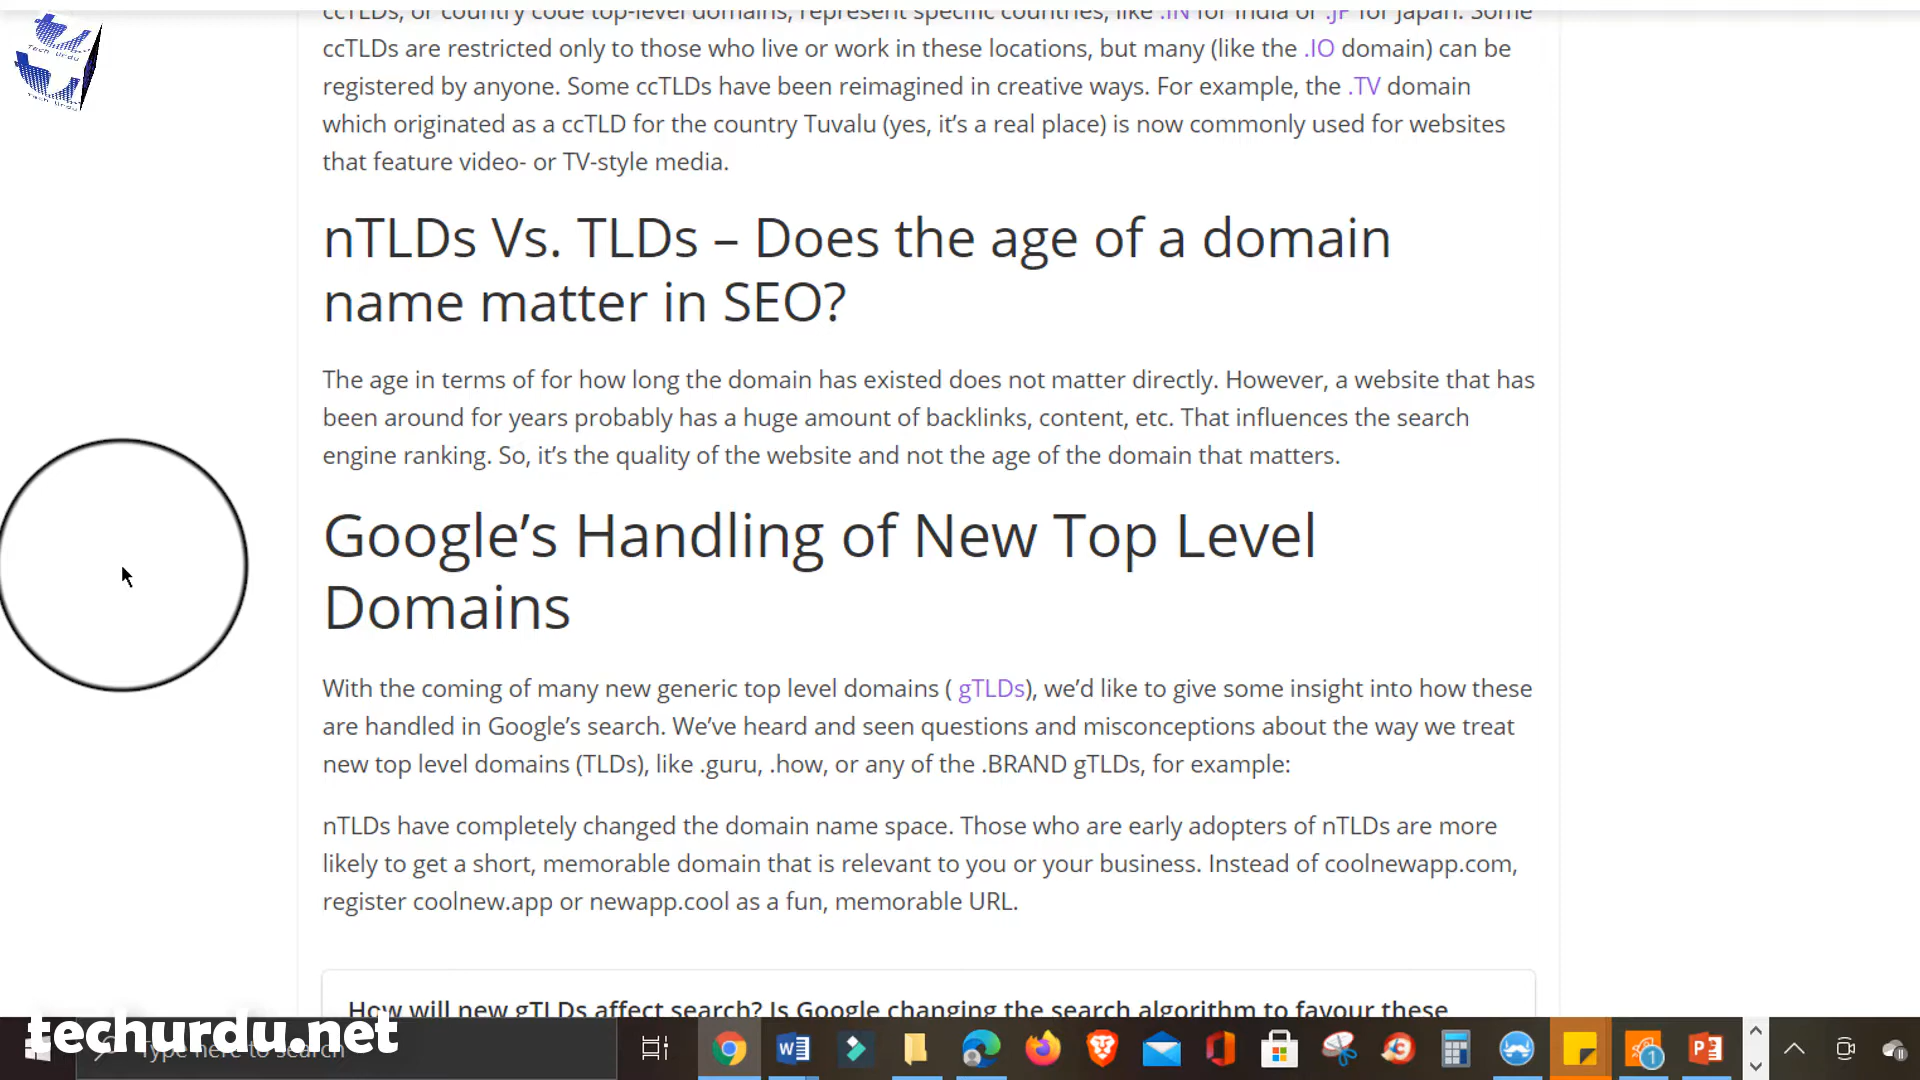 ccTLDs, or country code top-level domains, represent specific countries, like .IN for India or .JP for Japan. Some
ccTLDs are restricted only to those who live or work in these locations, but many (like the .IO domain) can be
registered by anyone. Some ccTLDs have been reimagined in creative ways. For example, the .TV domain
which originated as a ccTLD for the country Tuvalu (yes, it’s a real place) is now commonly used for websites
that feature video- or TV-style media.
nTLDs Vs. TLDs – Does the age of a domain
name matter in SEO?
The age in terms of for how long the domain has existed does not matter directly. However, a website that has
been around for years probably has a huge amount of backlinks, content, etc. That influences the search
engine ranking. So, it’s the quality of the website and not the age of the domain that matters.
Google’s Handling of New Top Level
Domains
With the coming of many new generic top level domains ( gTLDs), we’d like to give some insight into how these
are handled in Google’s search. We’ve heard and seen questions and misconceptions about the way we treat
new top level domains (TLDs), like .guru, .how, or any of the .BRAND gTLDs, for example:
nTLDs have completely changed the domain name space. Those who are early adopters of nTLDs are more
likely to get a short, memorable domain that is relevant to you or your business. Instead of coolnewapp.com,
register coolnew.app or newapp.cool as a fun, memorable URL.
How will new gTLDs affect search? Is Google changing the search algorithm to favour these
techurdu.net
Type here to search
Tech Urdu
Tech Urdu
1